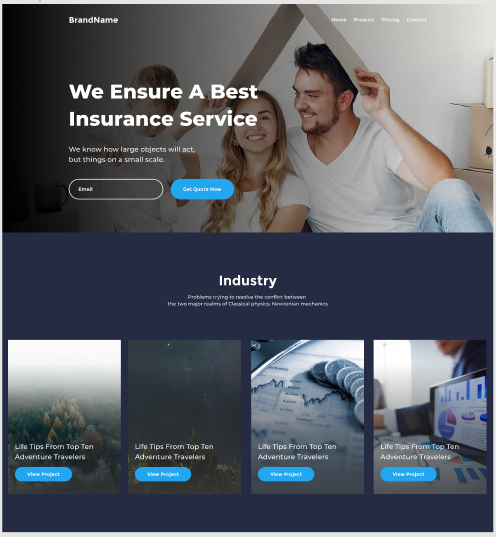 BrandName
Home Product Pricing Contact
We Ensure A Best
Insurance Service
We know how large objects will act,
but things on a small scale.
Email
Get Quote Now
Industry
Problems trying to resolve the conflict between
the two major realms of Classical physics: Newtonian mechanics
Life Tips From Top Ten
Adventure Travelers
View Project
Life Tips From Top Ten
Adventure Travelers
View Project
Life Tips From Top Ten
Adventure Travelers
View Project
Life Tips From Top Ten
Adventure Travelers
View Project